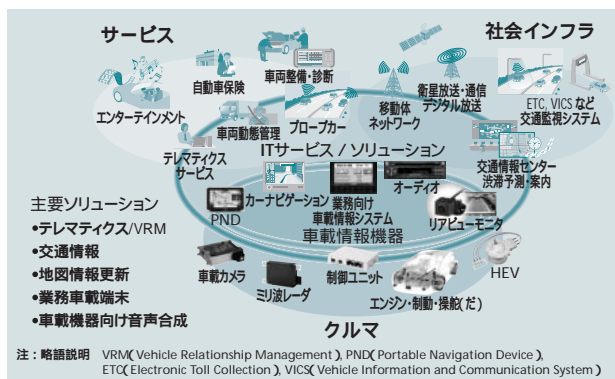 サービス
社会インフラ
自動車保険
車両整備・診断
エンターテインメント
衛星放送・通信
デジタル放送
移動体
ネットワーク
ETC, VICSなど
交通監視システム
車両動態管理
プローブカー
テレマティクス
サービス
ITサービス/ソリューション
交通情報センター
渋滞予測・案内
主要ソリューション
•テレマティクス/VRM
•交通情報
•地図情報更新
•業務車載端末
•車載機器向け音声合成
PND
カーナビゲーション
業務向け
車載情報システム
オーディオ
リアビューモニタ
車載情報機器
車載カメラ
ミリ波レーダ
制御ユニット
エンジン・制動・操舵(だ)
HEV
クルマ
注:略語説明 VRM(Vehicle Relationship Management), PND(Portable Navigation Device),
ETC(Electronic Toll Collection), VICS(Vehicle Information and Communication System)